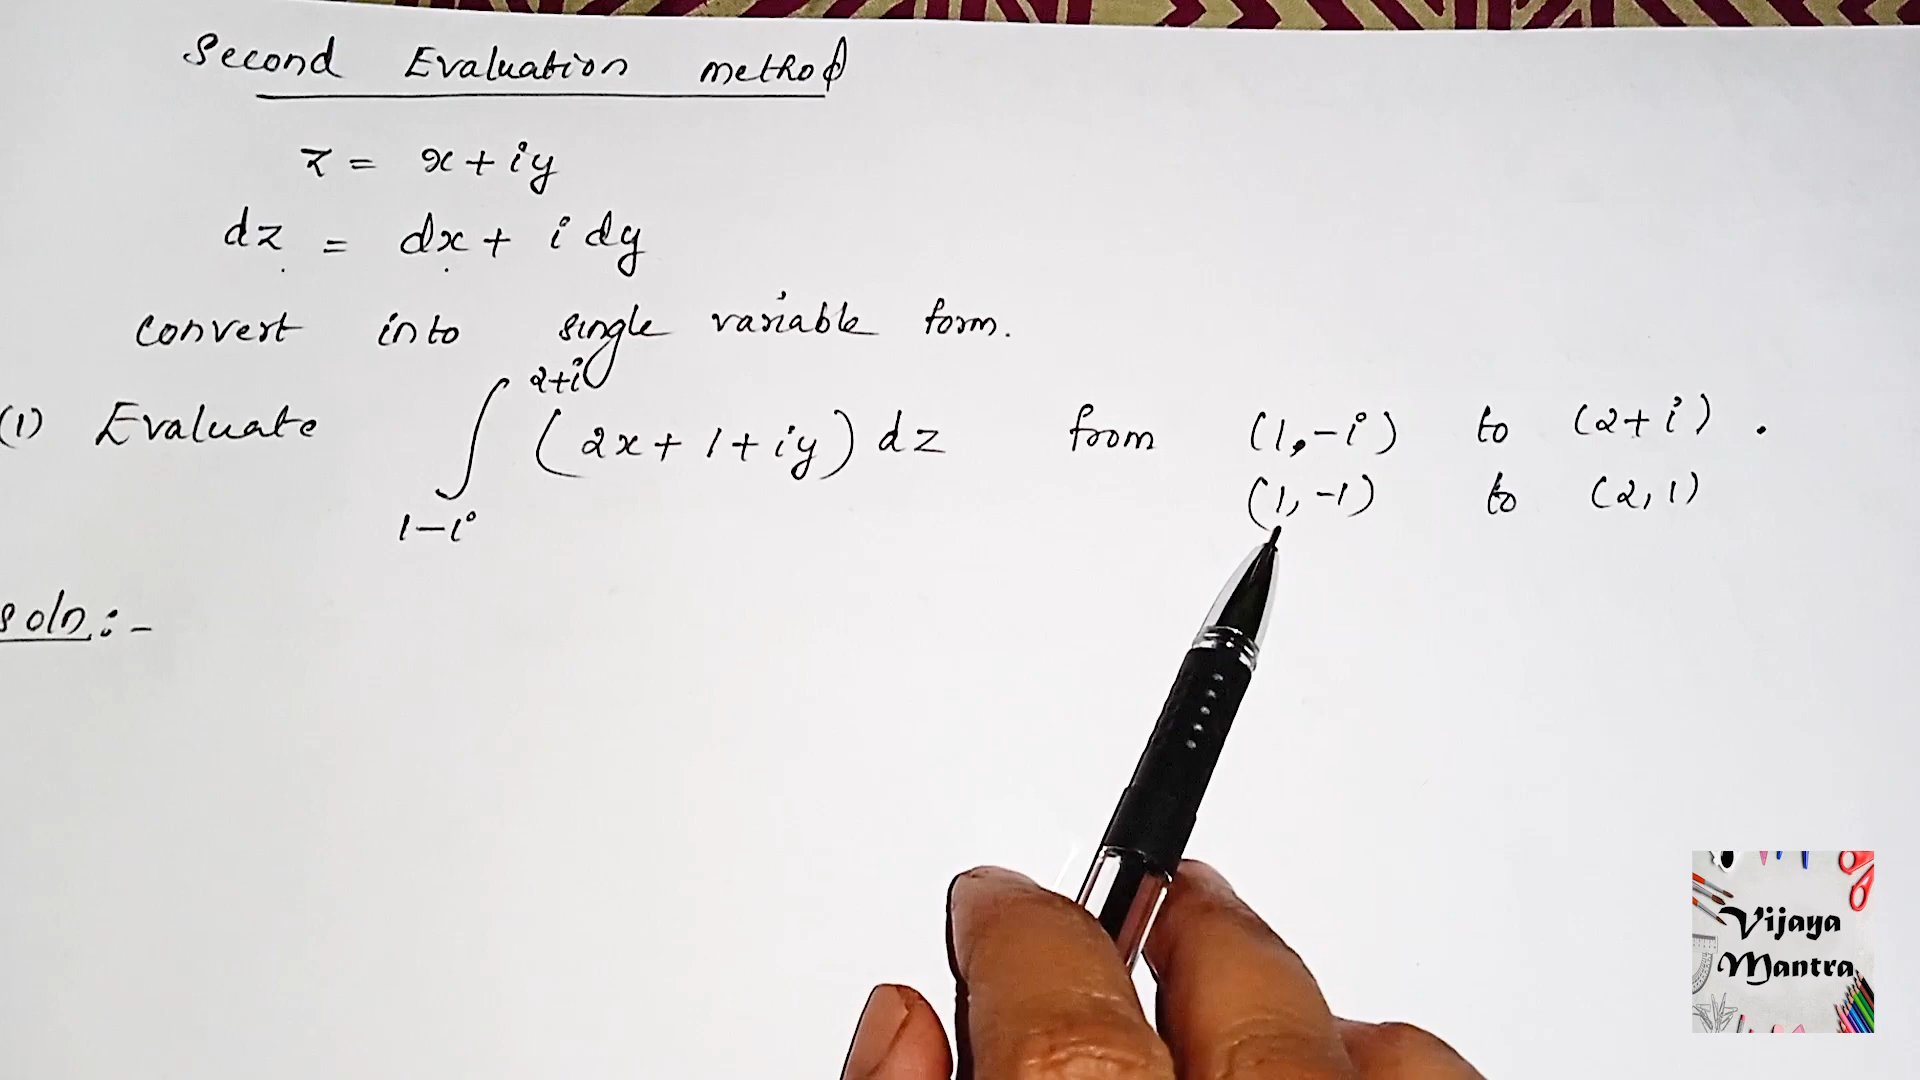 Second Evaluation method
z = x + iy
dz = dx + i dy
convert into single variable form.
(1) Evaluate ∫_{1-i}^{2+i} (2x + 1 + iy) dz from (1, -i) to (2+i).
(1, -1) to (2, 1)
soln:-
Vijaya
Mantra